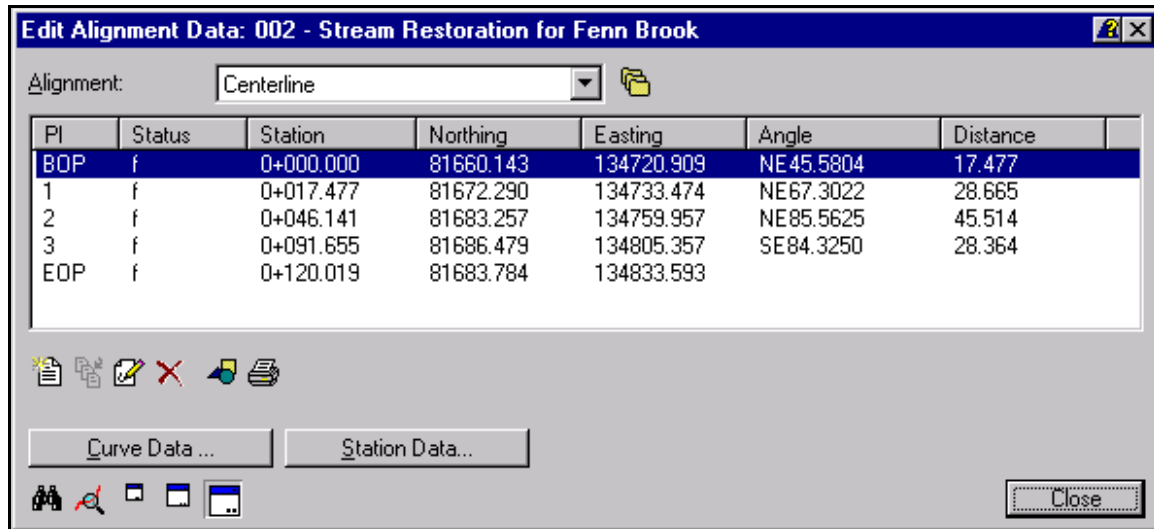 Edit Alignment Data: 002 - Stream Restoration for Fenn Brook
Alignment: Centerline
PI Status Station Northing Easting Angle Distance
BOP f 0+000.000 81660.143 134720.909 NE45.5804 17.477
1 f 0+017.477 81672.290 134733.474 NE67.3022 28.665
2 f 0+046.141 81683.257 134759.957 NE85.5625 45.514
3 f 0+091.655 81686.479 134805.357 SE84.3250 28.364
EOP f 0+120.019 81683.784 134833.593
Curve Data ... Station Data...
Close